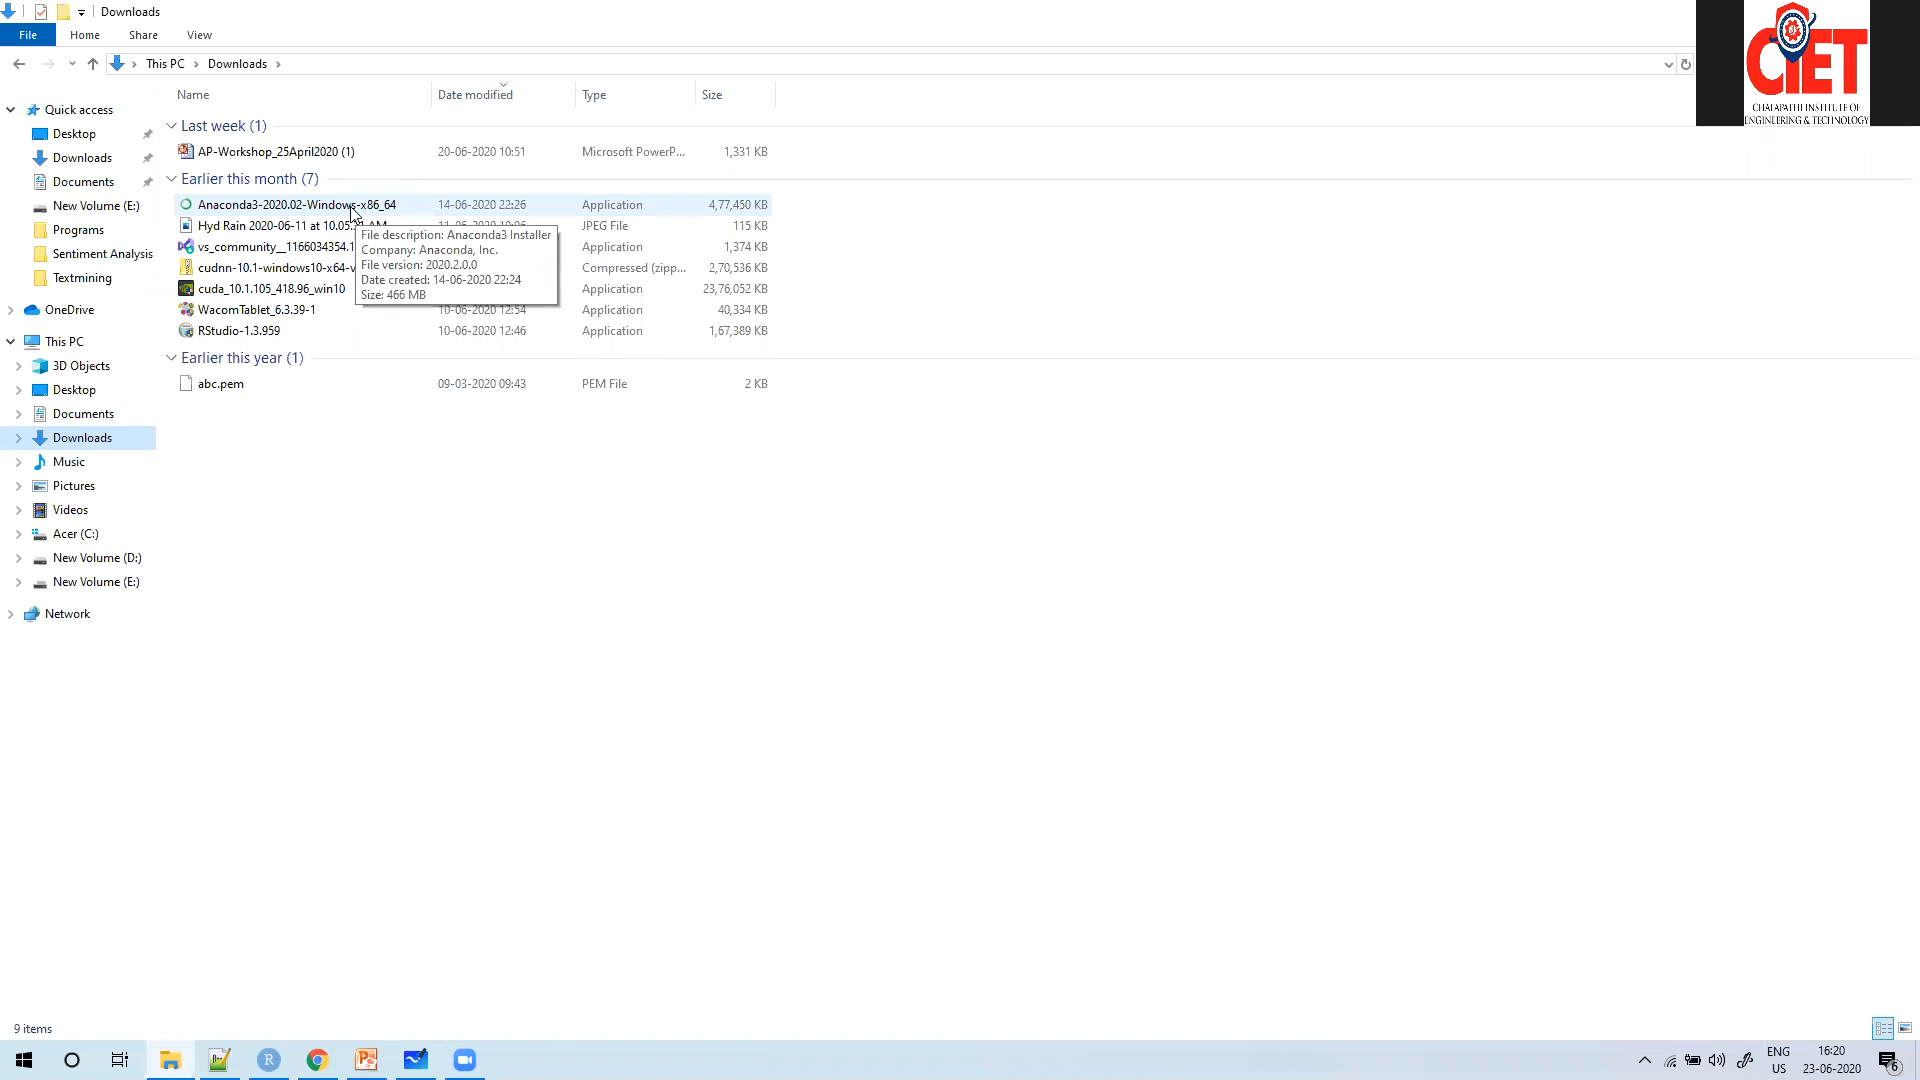 Downloads
File Home Share View
This PC Downloads
Name Date modified Type Size
Last week (1)
AP-Workshop_25April2020 (1) 20-06-2020 10:51 Microsoft PowerP... 1,331 KB
Earlier this month (7)
Anaconda3-2020.02-Windows-x86_64 14-06-2020 22:26 Application 4,77,450 KB
Hyd Rain 2020-06-11 at 10.05. JPEG File 115 KB
vs_community__1166034354.1 Application 1,374 KB
cudnn-10.1-windows10-x64-v Compressed (zipp... 2,70,536 KB
cuda_10.1.105_418.96_win10 Application 23,76,052 KB
WacomTablet_6.3.39-1 10-06-2020 12:54 Application 40,334 KB
RStudio-1.3.959 10-06-2020 12:46 Application 1,67,389 KB
File description: Anaconda3 Installer
Company: Anaconda, Inc.
File version: 2020.2.0.0
Date created: 14-06-2020 22:24
Size: 466 MB
Earlier this year (1)
abc.pem 09-03-2020 09:43 PEM File 2 KB
Quick access
Desktop
Downloads
Documents
New Volume (E:)
Programs
Sentiment Analysis
Textmining
OneDrive
This PC
3D Objects
Desktop
Documents
Downloads
Music
Pictures
Videos
Acer (C:)
New Volume (D:)
New Volume (E:)
Network
9 items
CIET
CHALAPATHI INSTITUTE OF
ENGINEERING & TECHNOLOGY
ENG
US
16:20
23-06-2020
6